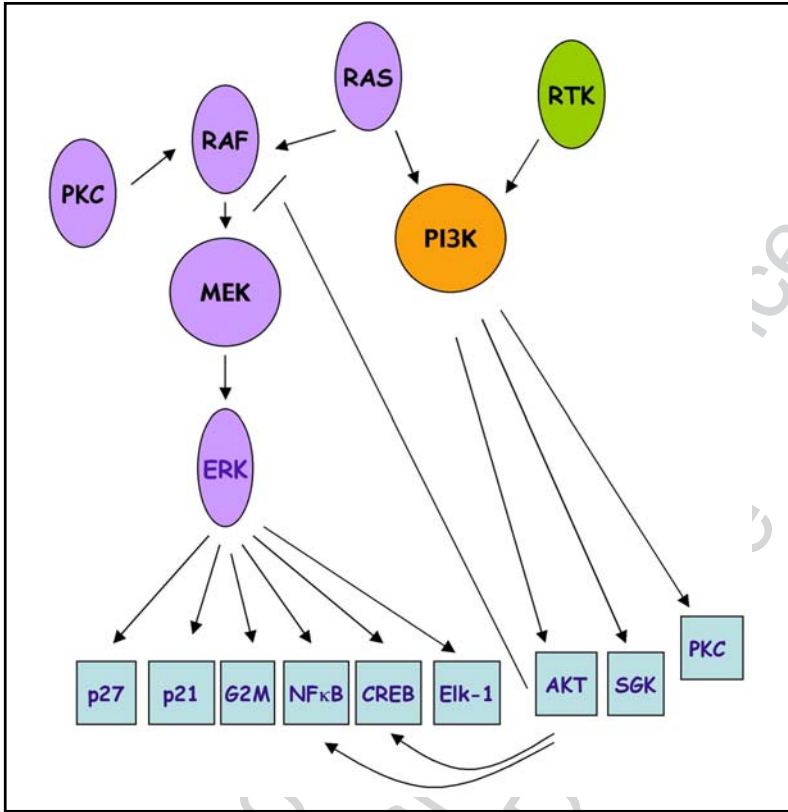 RAS
RTK
RAF
PKC
PI3K
MEK
ERK
PKC
p27
p21
G2M
NFκB
CREB
Elk-1
AKT
SGK